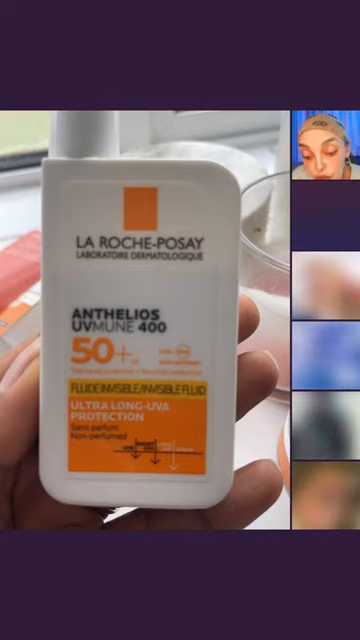 LA ROCHE-POSAY
LABORATOIRE DERMATOLOGIQUE
ANTHELIOS
UVMUNE 400
50+
FLUIDE INVISIBLE/INVISIBLE FLUID
ULTRA LONG-UVA
PROTECTION
Sans parfum
Non-perfumed